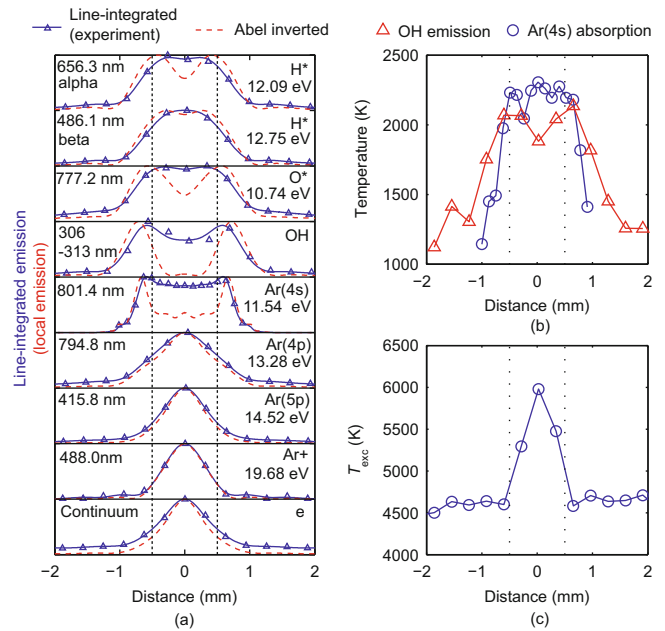 Line-integrated
(experiment)
Abel inverted
656.3 nm
alpha
H*
12.09 eV
486.1 nm
beta
H*
12.75 eV
777.2 nm
O*
10.74 eV
306
-313 nm
OH
801.4 nm
Ar(4s)
11.54 eV
794.8 nm
Ar(4p)
13.28 eV
415.8 nm
Ar(5p)
14.52 eV
488.0nm
Ar+
19.68 eV
Continuum
e
Line-integrated emission
(local emission)
−2 −1 0 1 2
Distance (mm)
(a)
OH emission
Ar(4s) absorption
2500
2200
1900
1600
1300
1000
Temperature (K)
−2 −1 0 1 2
Distance (mm)
(b)
6500
6000
5500
5000
4500
4000
Texc (K)
−2 −1 0 1 2
Distance (mm)
(c)